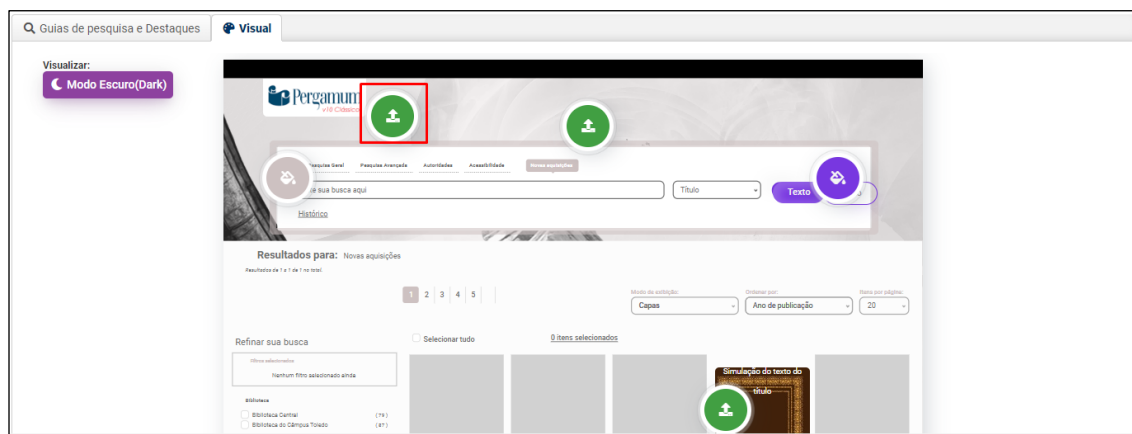 Guias de pesquisa e Destaques
Visual
Visualizar:
Modo Escuro(Dark)
Pergamum
Pesquisa Geral Pesquisa Avançada Autoridades Acessibilidade Novas aquisições
sua busca aqui Título Texto
Histórico
Resultados para: Novas aquisições
Resultados de 1 a 1 de 1 no total.
1 2 3 4 5
Modo de exibição: Ordenar por: Itens por página:
Capas Ano de publicação 20
Refinar sua busca
Selecionar tudo 0 itens selecionados
Filtros selecionados
Nenhum filtro selecionado ainda
Simulação do texto do
título
Biblioteca
Biblioteca Central (79)
Biblioteca do Câmpus Toledo (87)